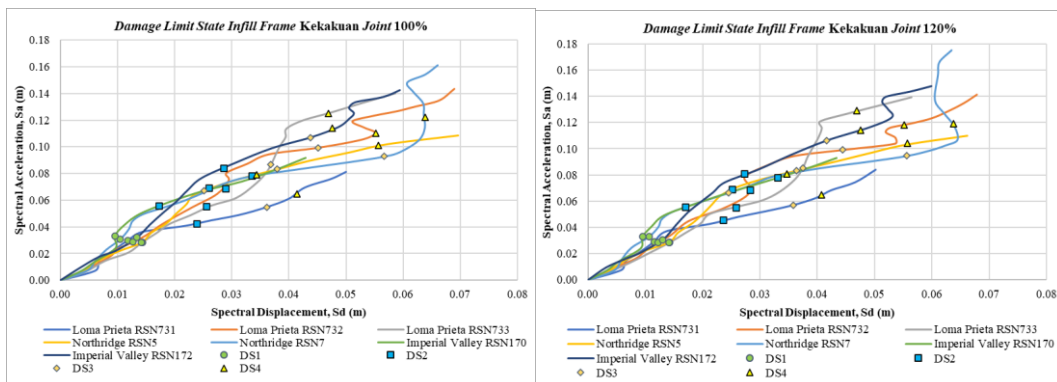 Damage Limit State Infill Frame Kekakuan Joint 100%
Spectral Acceleration, Sa (m)
0.18
0.16
0.14
0.12
0.10
0.08
0.06
0.04
0.02
0.00
0.00 0.01 0.02 0.03 0.04 0.05 0.06 0.07 0.08
Spectral Displacement, Sd (m)
Loma Prieta RSN731 Loma Prieta RSN732 Loma Prieta RSN733
Northridge RSN5 Northridge RSN7 Imperial Valley RSN170
Imperial Valley RSN172 DS1 DS2
DS3 DS4
Damage Limit State Infill Frame Kekakuan Joint 120%
Spectral Acceleration, Sa (m)
0.18
0.16
0.14
0.12
0.10
0.08
0.06
0.04
0.02
0.00
0.00 0.01 0.02 0.03 0.04 0.05 0.06 0.07 0.08
Spectral Displacement, Sd (m)
Loma Prieta RSN731 Loma Prieta RSN732 Loma Prieta RSN733
Northridge RSN5 Northridge RSN7 Imperial Valley RSN170
Imperial Valley RSN172 DS1 DS2
DS3 DS4